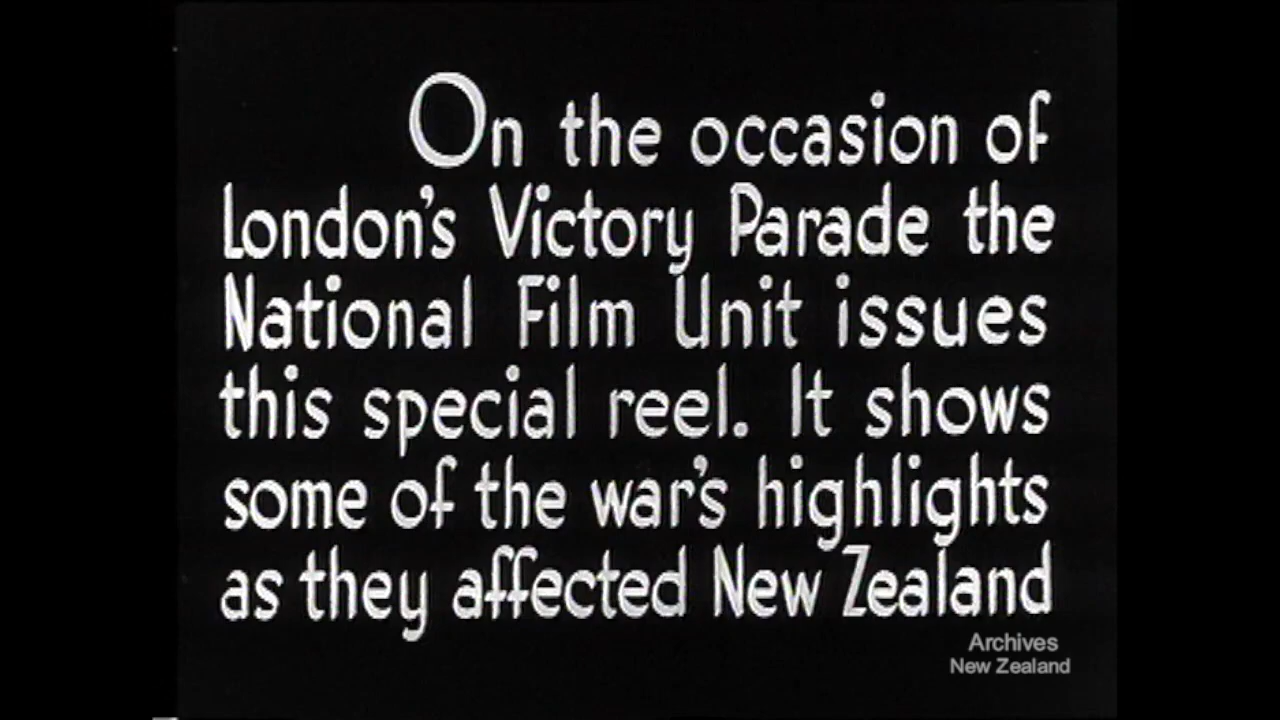 On the occasion of
London's Victory Parade the
National Film Unit issues
this special reel. It shows
some of the war's highlights
as they affected New Zealand
Archives
New Zealand